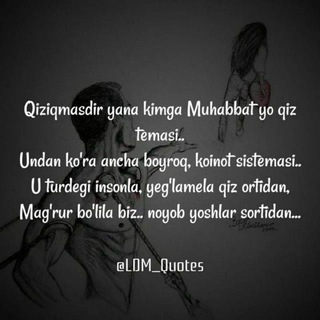 Qiziqmasdir yana kimga Muhabbat yo qiz
temasi..
Undan ko'ra ancha boyroq, koinot sistemasi..
U turdegi insonla, yeg'lamela qiz ortidan,
Mag'rur bo'lila biz.. noyob yoshlar sortidan...
@LDM_Quotes